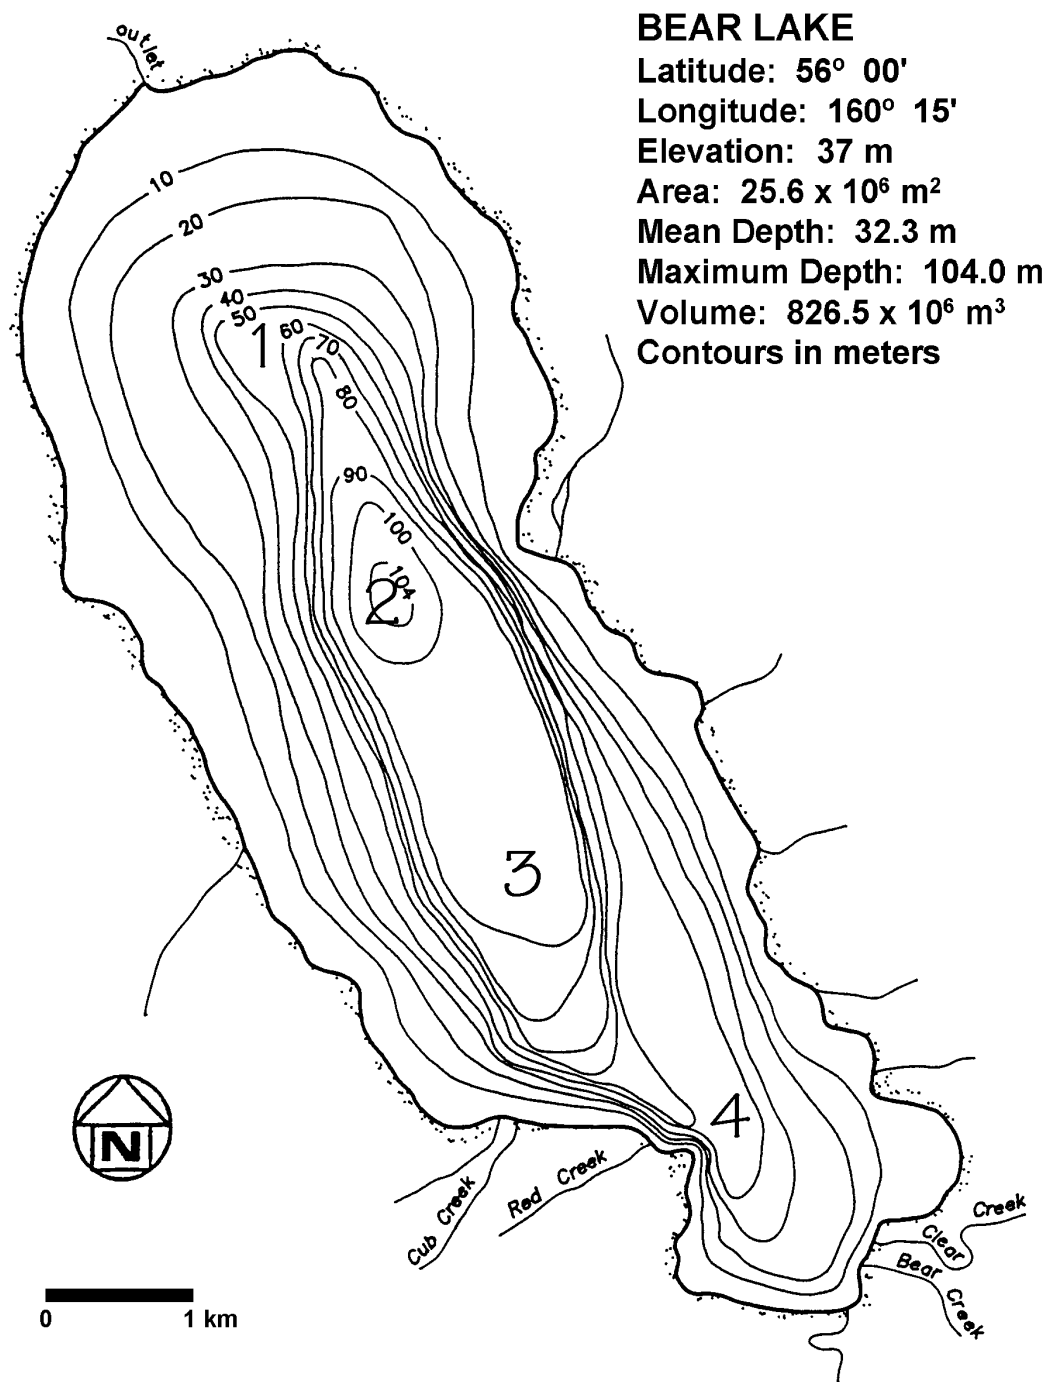 BEAR LAKE
Latitude: 56º 00'
Longitude: 160º 15'
Elevation: 37 m
Area: 25.6 x 10⁶ m²
Mean Depth: 32.3 m
Maximum Depth: 104.0 m
Volume: 826.5 x 10⁶ m³
Contours in meters
outlet
10
20
30
40
50
1
60
70
80
90
100
104
2
3
4
N
Cub Creek
Red Creek
Clear Creek
Bear Creek
0 1 km